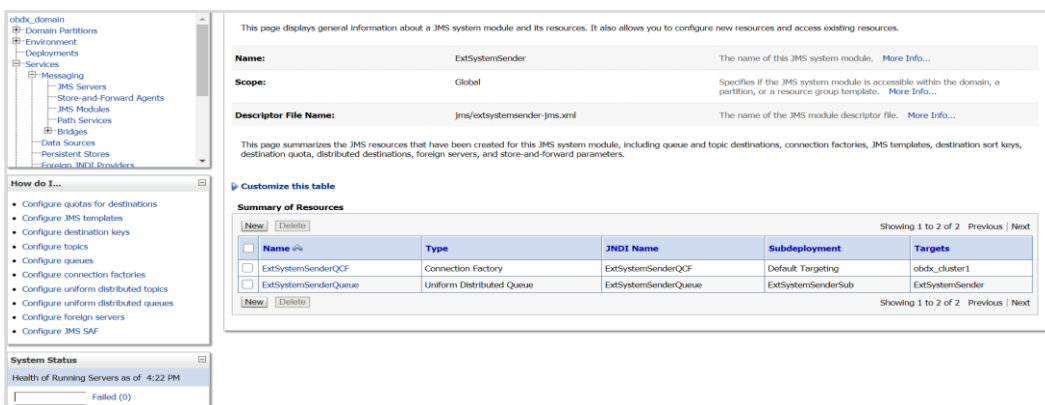 obdx_domain
Domain Partitions
Environment
Deployments
Services
Messaging
JMS Servers
Store-and-Forward Agents
JMS Modules
Path Services
Bridges
Data Sources
Persistent Stores
Foreign JNDI Providers
How do I...
Configure quotas for destinations
Configure JMS templates
Configure destination keys
Configure topics
Configure queues
Configure connection factories
Configure uniform distributed topics
Configure uniform distributed queues
Configure foreign servers
Configure JMS SAF
System Status
Health of Running Servers as of 4:22 PM
Failed (0)
This page displays general information about a JMS system module and its resources. It also allows you to configure new resources and access existing resources.
Name: ExtSystemSender The name of this JMS system module. More Info...
Scope: Global Specifies if the JMS system module is accessible within the domain, a
partition, or a resource group template. More Info...
Descriptor File Name: jms/extsystemsender-jms.xml The name of the JMS module descriptor file. More Info...
This page summarizes the JMS resources that have been created for this JMS system module, including queue and topic destinations, connection factories, JMS templates, destination sort keys,
destination quota, distributed destinations, foreign servers, and store-and-forward parameters.
Customize this table
Summary of Resources
New Delete Showing 1 to 2 of 2 Previous | Next
Name Type JNDI Name Subdeployment Targets
ExtSystemSenderQCF Connection Factory ExtSystemSenderQCF Default Targeting obdx_cluster1
ExtSystemSenderQueue Uniform Distributed Queue ExtSystemSenderQueue ExtSystemSenderSub ExtSystemSender
New Delete Showing 1 to 2 of 2 Previous | Next